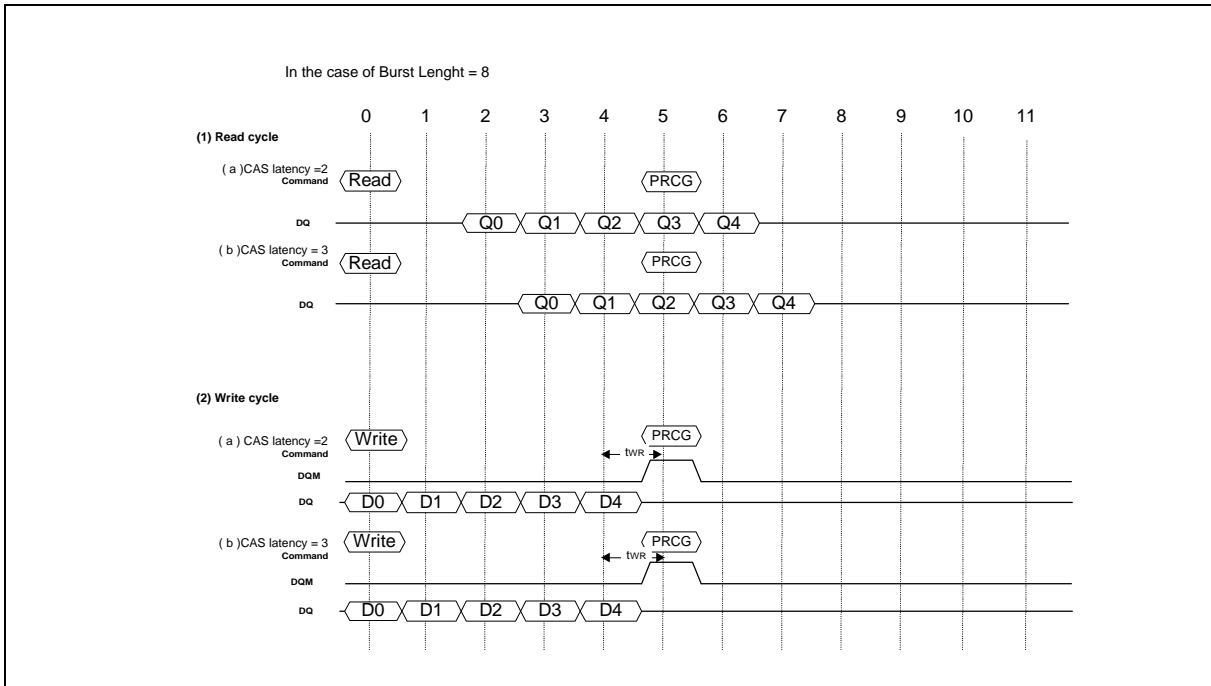 In the case of Burst Lenght = 8
0 1 2 3 4 5 6 7 8 9 10 11
(1) Read cycle
( a )CAS latency =2
Command Read PRCG
DQ Q0 Q1 Q2 Q3 Q4
( b )CAS latency = 3
Command Read PRCG
DQ Q0 Q1 Q2 Q3 Q4
(2) Write cycle
( a ) CAS latency =2
Command Write PRCG
tWR
DQM
DQ D0 D1 D2 D3 D4
( b )CAS latency = 3
Command Write PRCG
tWR
DQM
DQ D0 D1 D2 D3 D4